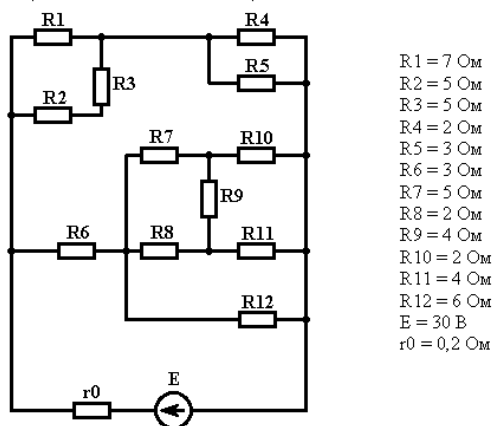 R1
R4
R3
R5
R2
R7
R10
R9
R6
R8
R11
R12
r0
E
R1 = 7 Ом
R2 = 5 Ом
R3 = 5 Ом
R4 = 2 Ом
R5 = 3 Ом
R6 = 3 Ом
R7 = 5 Ом
R8 = 2 Ом
R9 = 4 Ом
R10 = 2 Ом
R11 = 4 Ом
R12 = 6 Ом
E = 30 В
r0 = 0,2 Ом